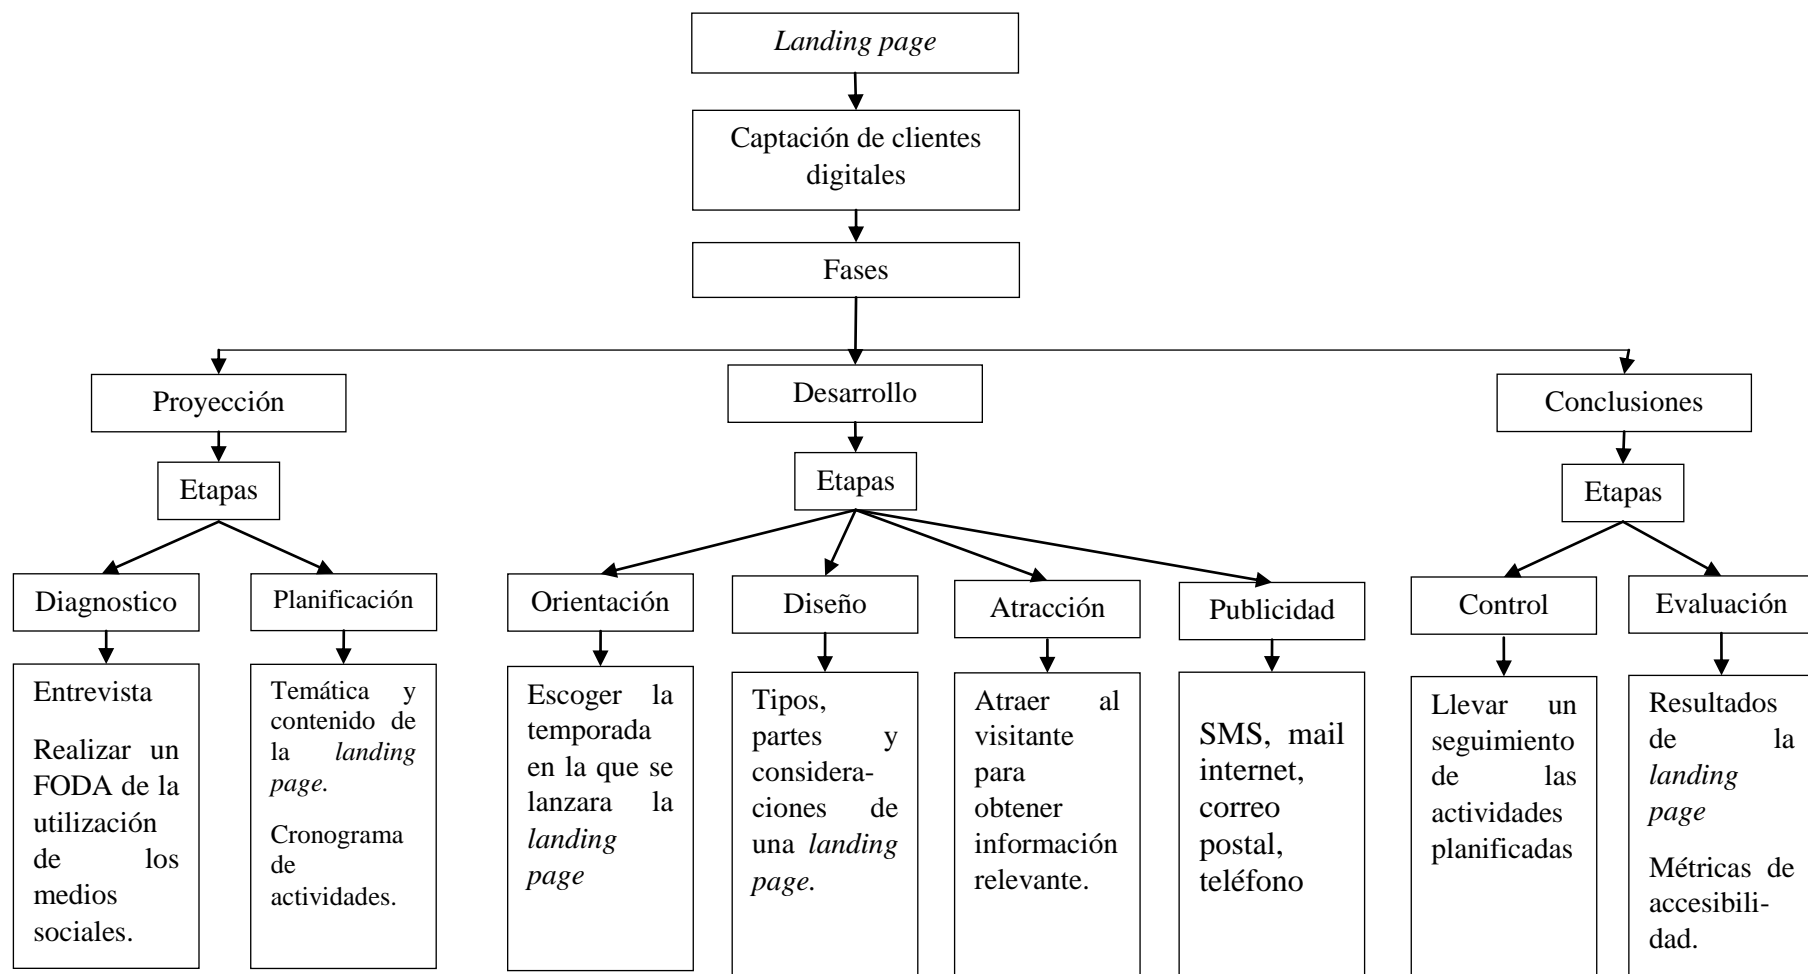 Landing page
Captación de clientes
digitales
Fases
Proyección
Desarrollo
Conclusiones
Etapas
Etapas
Etapas
Diagnostico
Planificación
Orientación
Diseño
Atracción
Publicidad
Control
Evaluación
Entrevista
Realizar un
FODA de la
utilización
de los
medios
sociales.
Temática y
contenido de
la landing
page.
Cronograma
de
actividades.
Escoger la
temporada
en la que se
lanzara la
landing
page
Tipos,
partes y
considera-
ciones de
una landing
page.
Atraer al
visitante
para
obtener
información
relevante.
SMS, mail
internet,
correo
postal,
teléfono
Llevar un
seguimiento
de las
actividades
planificadas
Resultados
de la
landing
page
Métricas de
accesibili-
dad.